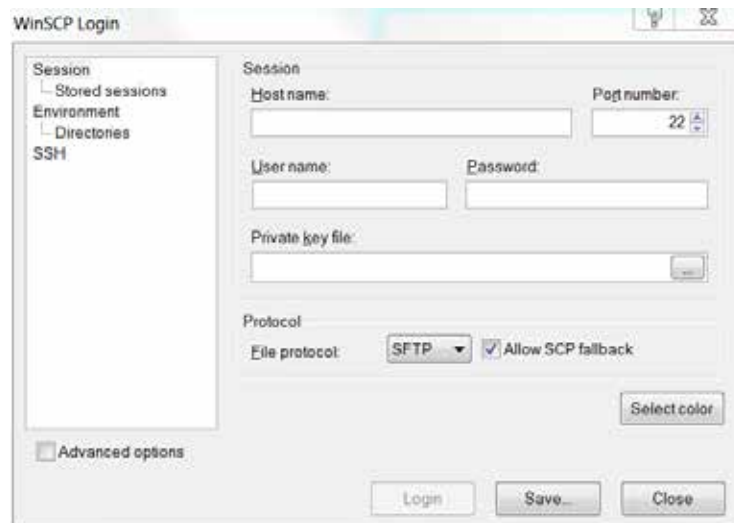 WinSCP Login
Session
Stored sessions
Environment
Directories
SSH
Session
Host name:
Port number:
22
User name:
Password:
Private key file:
...
Protocol
File protocol:
SFTP
Allow SCP fallback
Select color
Advanced options
Login
Save...
Close